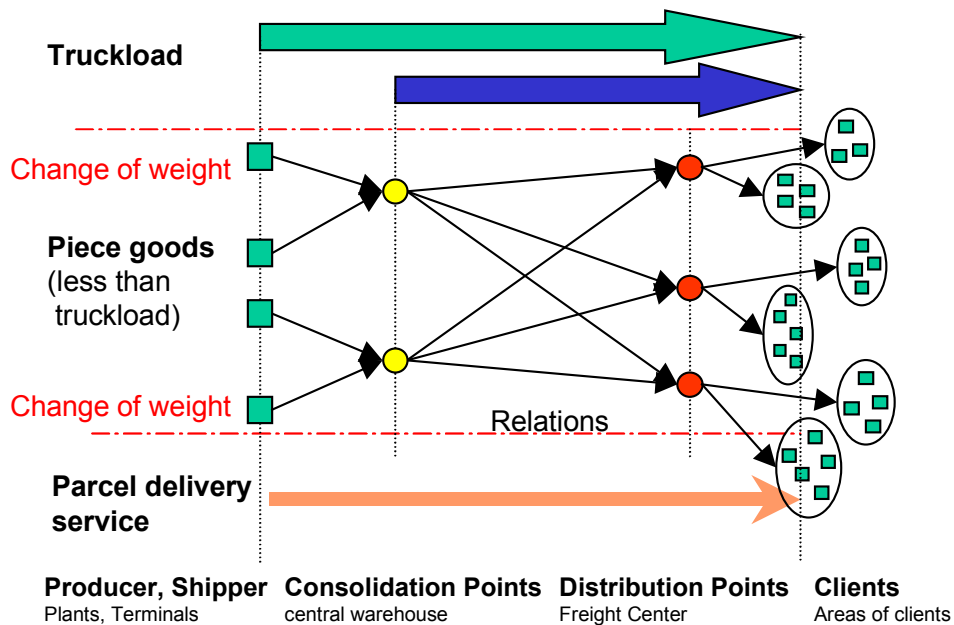 Truckload
Change of weight
Piece goods
(less than
truckload)
Change of weight
Relations
Parcel delivery
service
Producer, Shipper
Plants, Terminals
Consolidation Points
central warehouse
Distribution Points
Freight Center
Clients
Areas of clients